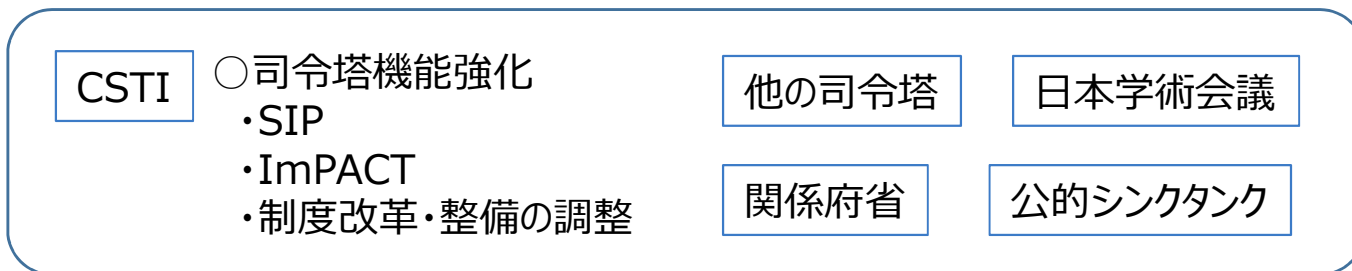 CSTI
○司令塔機能強化
・SIP
・ImPACT
・制度改革・整備の調整
他の司令塔
日本学術会議
関係府省
公的シンクタンク